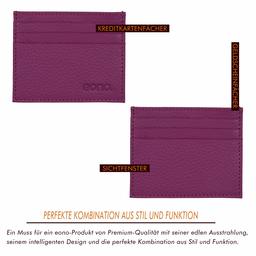 KREDITKARTENFÄCHER
eono.
GELDSCHEINFÄCHER
SICHTFENSTER
PERFEKTE KOMBINATION AUS STIL UND FUNKTION
Ein Muss für ein eono-Produkt von Premium-Qualität mit seiner edlen Ausstrahlung,
seinem intelligenten Design und die perfekte Kombination aus Stil und Funktion.